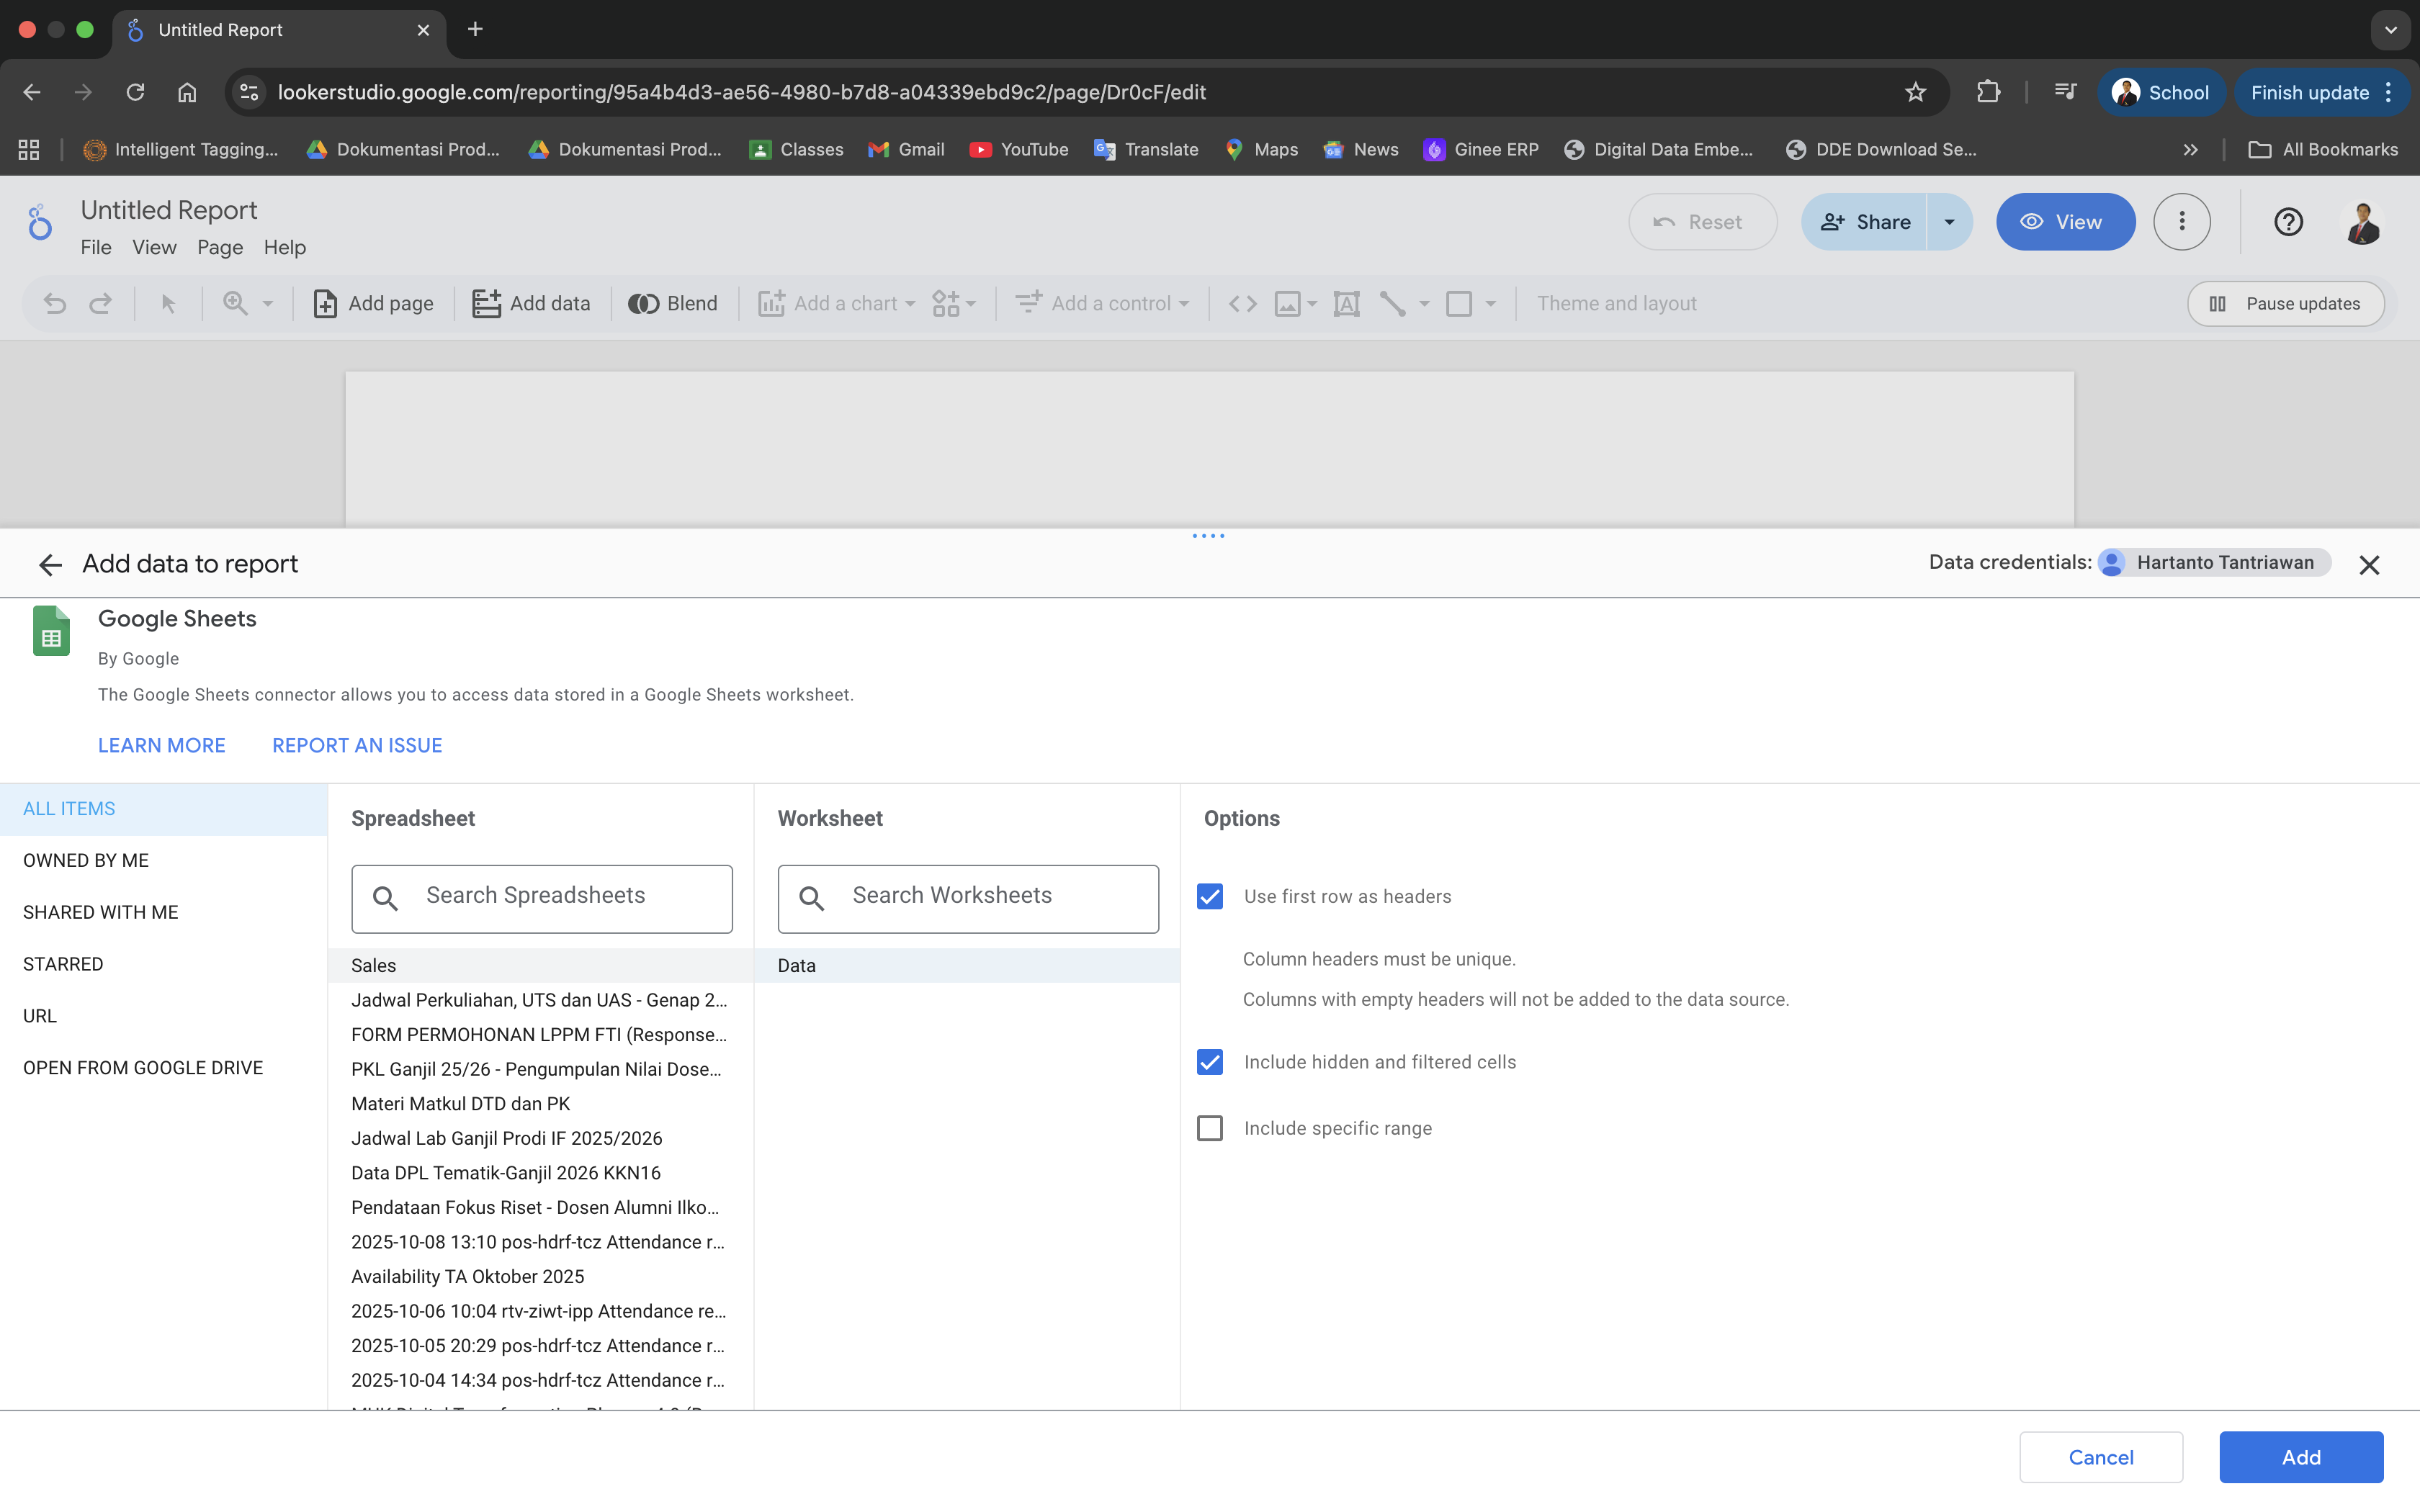 Untitled Report
lookerstudio.google.com/reporting/95a4b4d3-ae56-4980-b7d8-a04339ebd9c2/page/Dr0cF/edit
School
Finish update
Intelligent Tagging...
Dokumentasi Prod...
Dokumentasi Prod...
Classes
Gmail
YouTube
Translate
Maps
News
Ginee ERP
Digital Data Embe...
DDE Download Se...
All Bookmarks
Untitled Report
File View Page Help
Reset
Share
View
Add page
Add data
Blend
Add a chart
Add a control
Theme and layout
Pause updates
Add data to report
Data credentials: Hartanto Tantriawan
Google Sheets
By Google
The Google Sheets connector allows you to access data stored in a Google Sheets worksheet.
LEARN MORE
REPORT AN ISSUE
ALL ITEMS
OWNED BY ME
SHARED WITH ME
STARRED
URL
OPEN FROM GOOGLE DRIVE
Spreadsheet
Search Spreadsheets
Sales
Jadwal Perkuliahan, UTS dan UAS - Genap 2...
FORM PERMOHONAN LPPM FTI (Response...
PKL Ganjil 25/26 - Pengumpulan Nilai Dose...
Materi Matkul DTD dan PK
Jadwal Lab Ganjil Prodi IF 2025/2026
Data DPL Tematik-Ganjil 2026 KKN16
Pendataan Fokus Riset - Dosen Alumni Ilko...
2025-10-08 13:10 pos-hdrf-tcz Attendance r...
Availability TA Oktober 2025
2025-10-06 10:04 rtv-ziwt-ipp Attendance re...
2025-10-05 20:29 pos-hdrf-tcz Attendance r...
2025-10-04 14:34 pos-hdrf-tcz Attendance r...
Worksheet
Search Worksheets
Data
Options
Use first row as headers
Column headers must be unique.
Columns with empty headers will not be added to the data source.
Include hidden and filtered cells
Include specific range
Cancel
Add